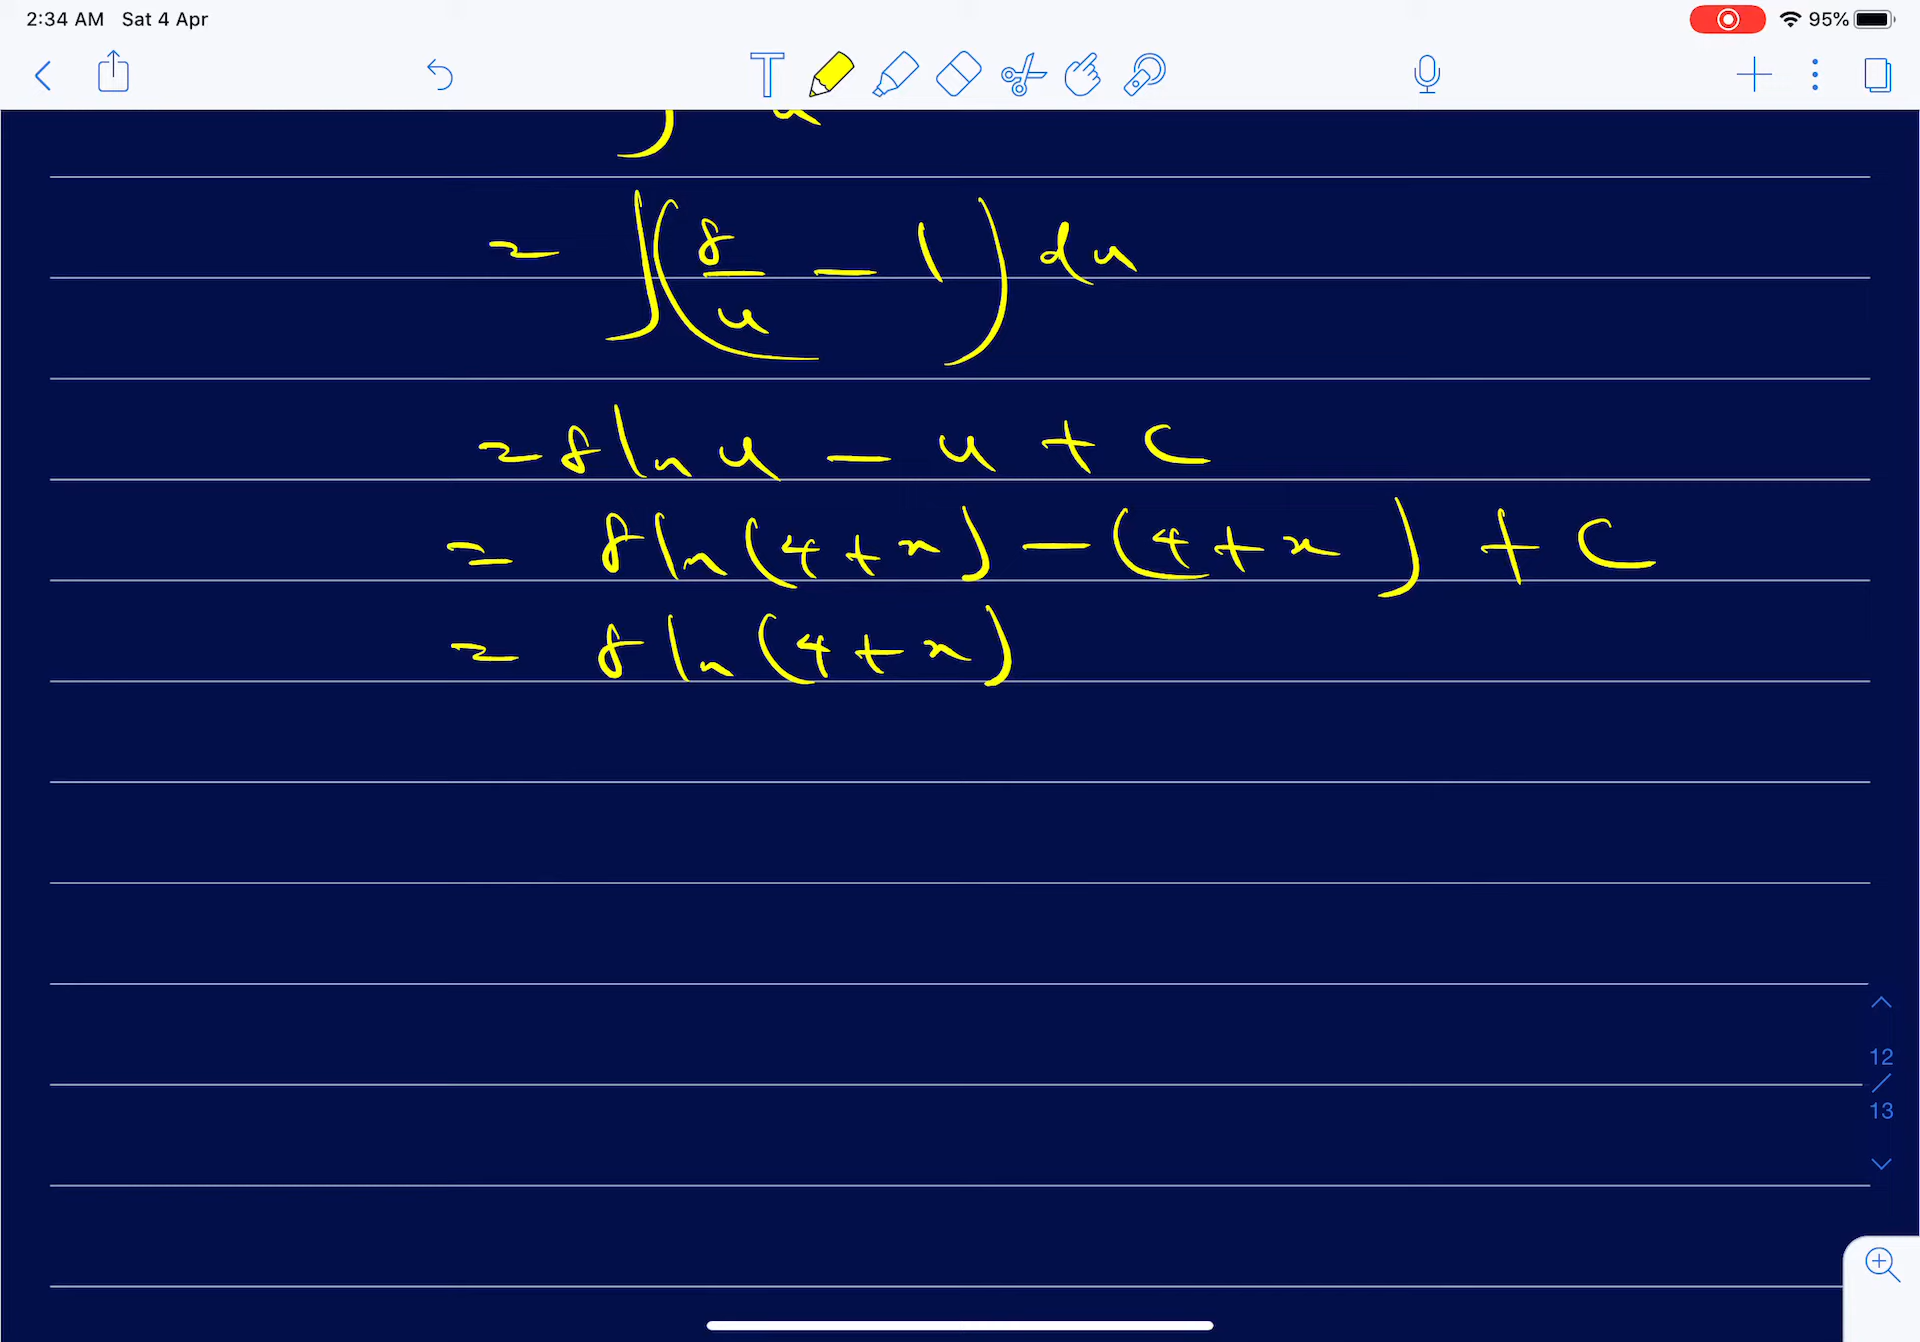 2:34 AM Sat 4 Apr 95%
T
= ∫(8/u − 1) du
= 8 ln u − u + c
= 8 ln(4+x) − (4+x) + c
= 8 ln(4+x)
12
/
13